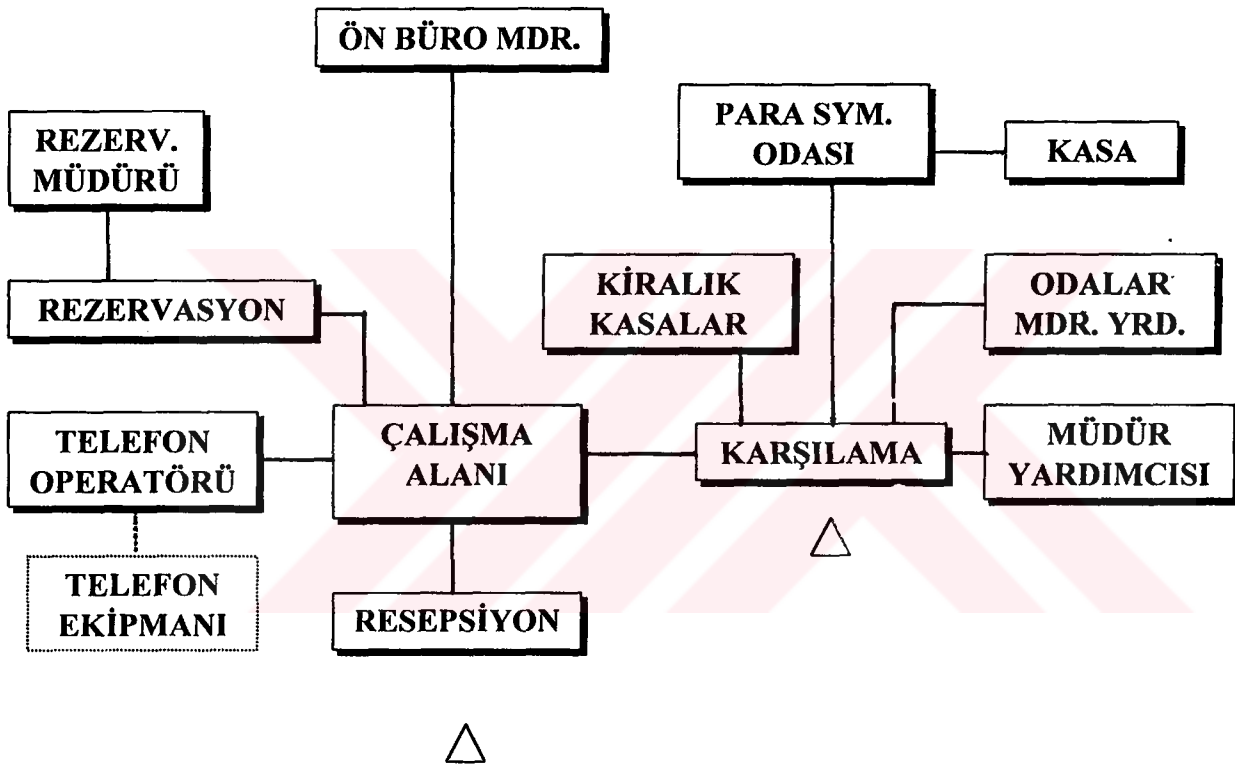 ÖN BÜRO MDR.
REZERV.
MÜDÜRÜ
PARA SYM.
ODASI
KASA
REZERVASYON
KİRALIK
KASALAR
ODALAR
MDR. YRD.
TELEFON
OPERATÖRÜ
ÇALIŞMA
ALANI
KARŞILAMA
MÜDÜR
YARDIMCISI
TELEFON
EKİPMANI
RESEPSİYON